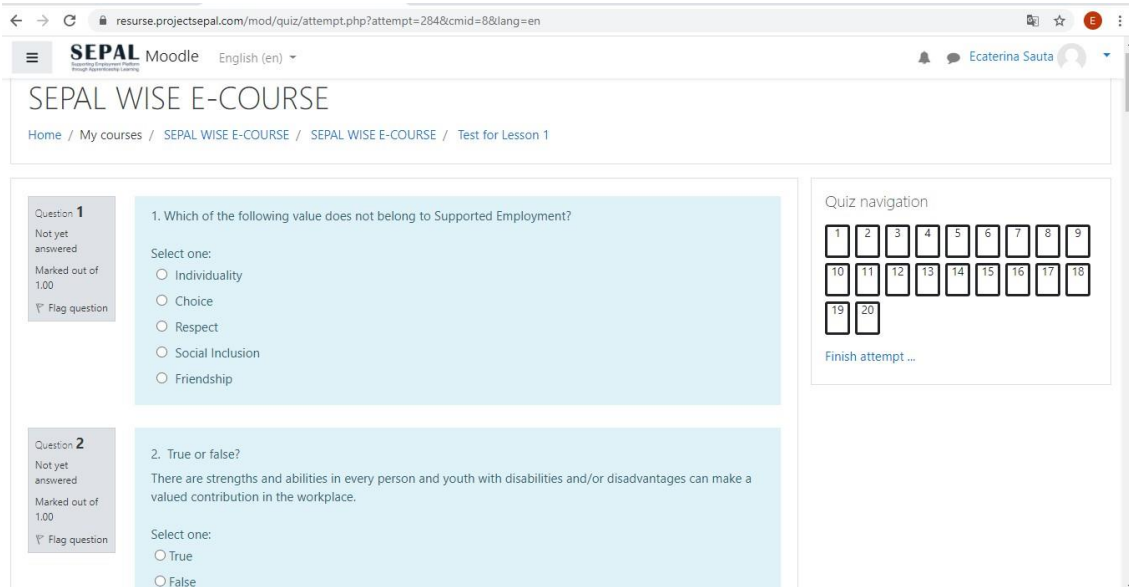 resurse.projectsepal.com/mod/quiz/attempt.php?attempt=284&cmid=8&lang=en
E
SEPAL Moodle English (en)
Supporting Employment Platform
through Apprenticeship Learning
Ecaterina Sauta
SEPAL WISE E-COURSE
Home / My courses / SEPAL WISE E-COURSE / SEPAL WISE E-COURSE / Test for Lesson 1
Question 1
Not yet
answered
Marked out of
1.00
Flag question
1. Which of the following value does not belong to Supported Employment?
Select one:
Individuality
Choice
Respect
Social Inclusion
Friendship
Question 2
Not yet
answered
Marked out of
1.00
Flag question
2. True or false?
There are strengths and abilities in every person and youth with disabilities and/or disadvantages can make a
valued contribution in the workplace.
Select one:
True
False
Quiz navigation
1 2 3 4 5 6 7 8 9
10 11 12 13 14 15 16 17 18
19 20
Finish attempt ...